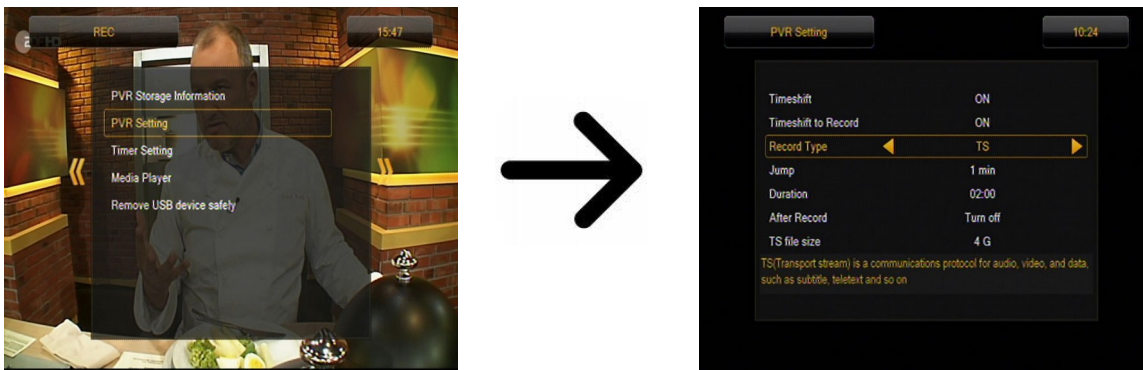 REC
15:47
PVR Storage Information
PVR Setting
Timer Setting
Media Player
Remove USB device safely
PVR Setting
10:24
Timeshift ON
Timeshift to Record ON
Record Type TS
Jump 1 min
Duration 02:00
After Record Turn off
TS file size 4 G
TS(Transport stream) is a communications protocol for audio, video, and data,
such as subtitle, teletext and so on